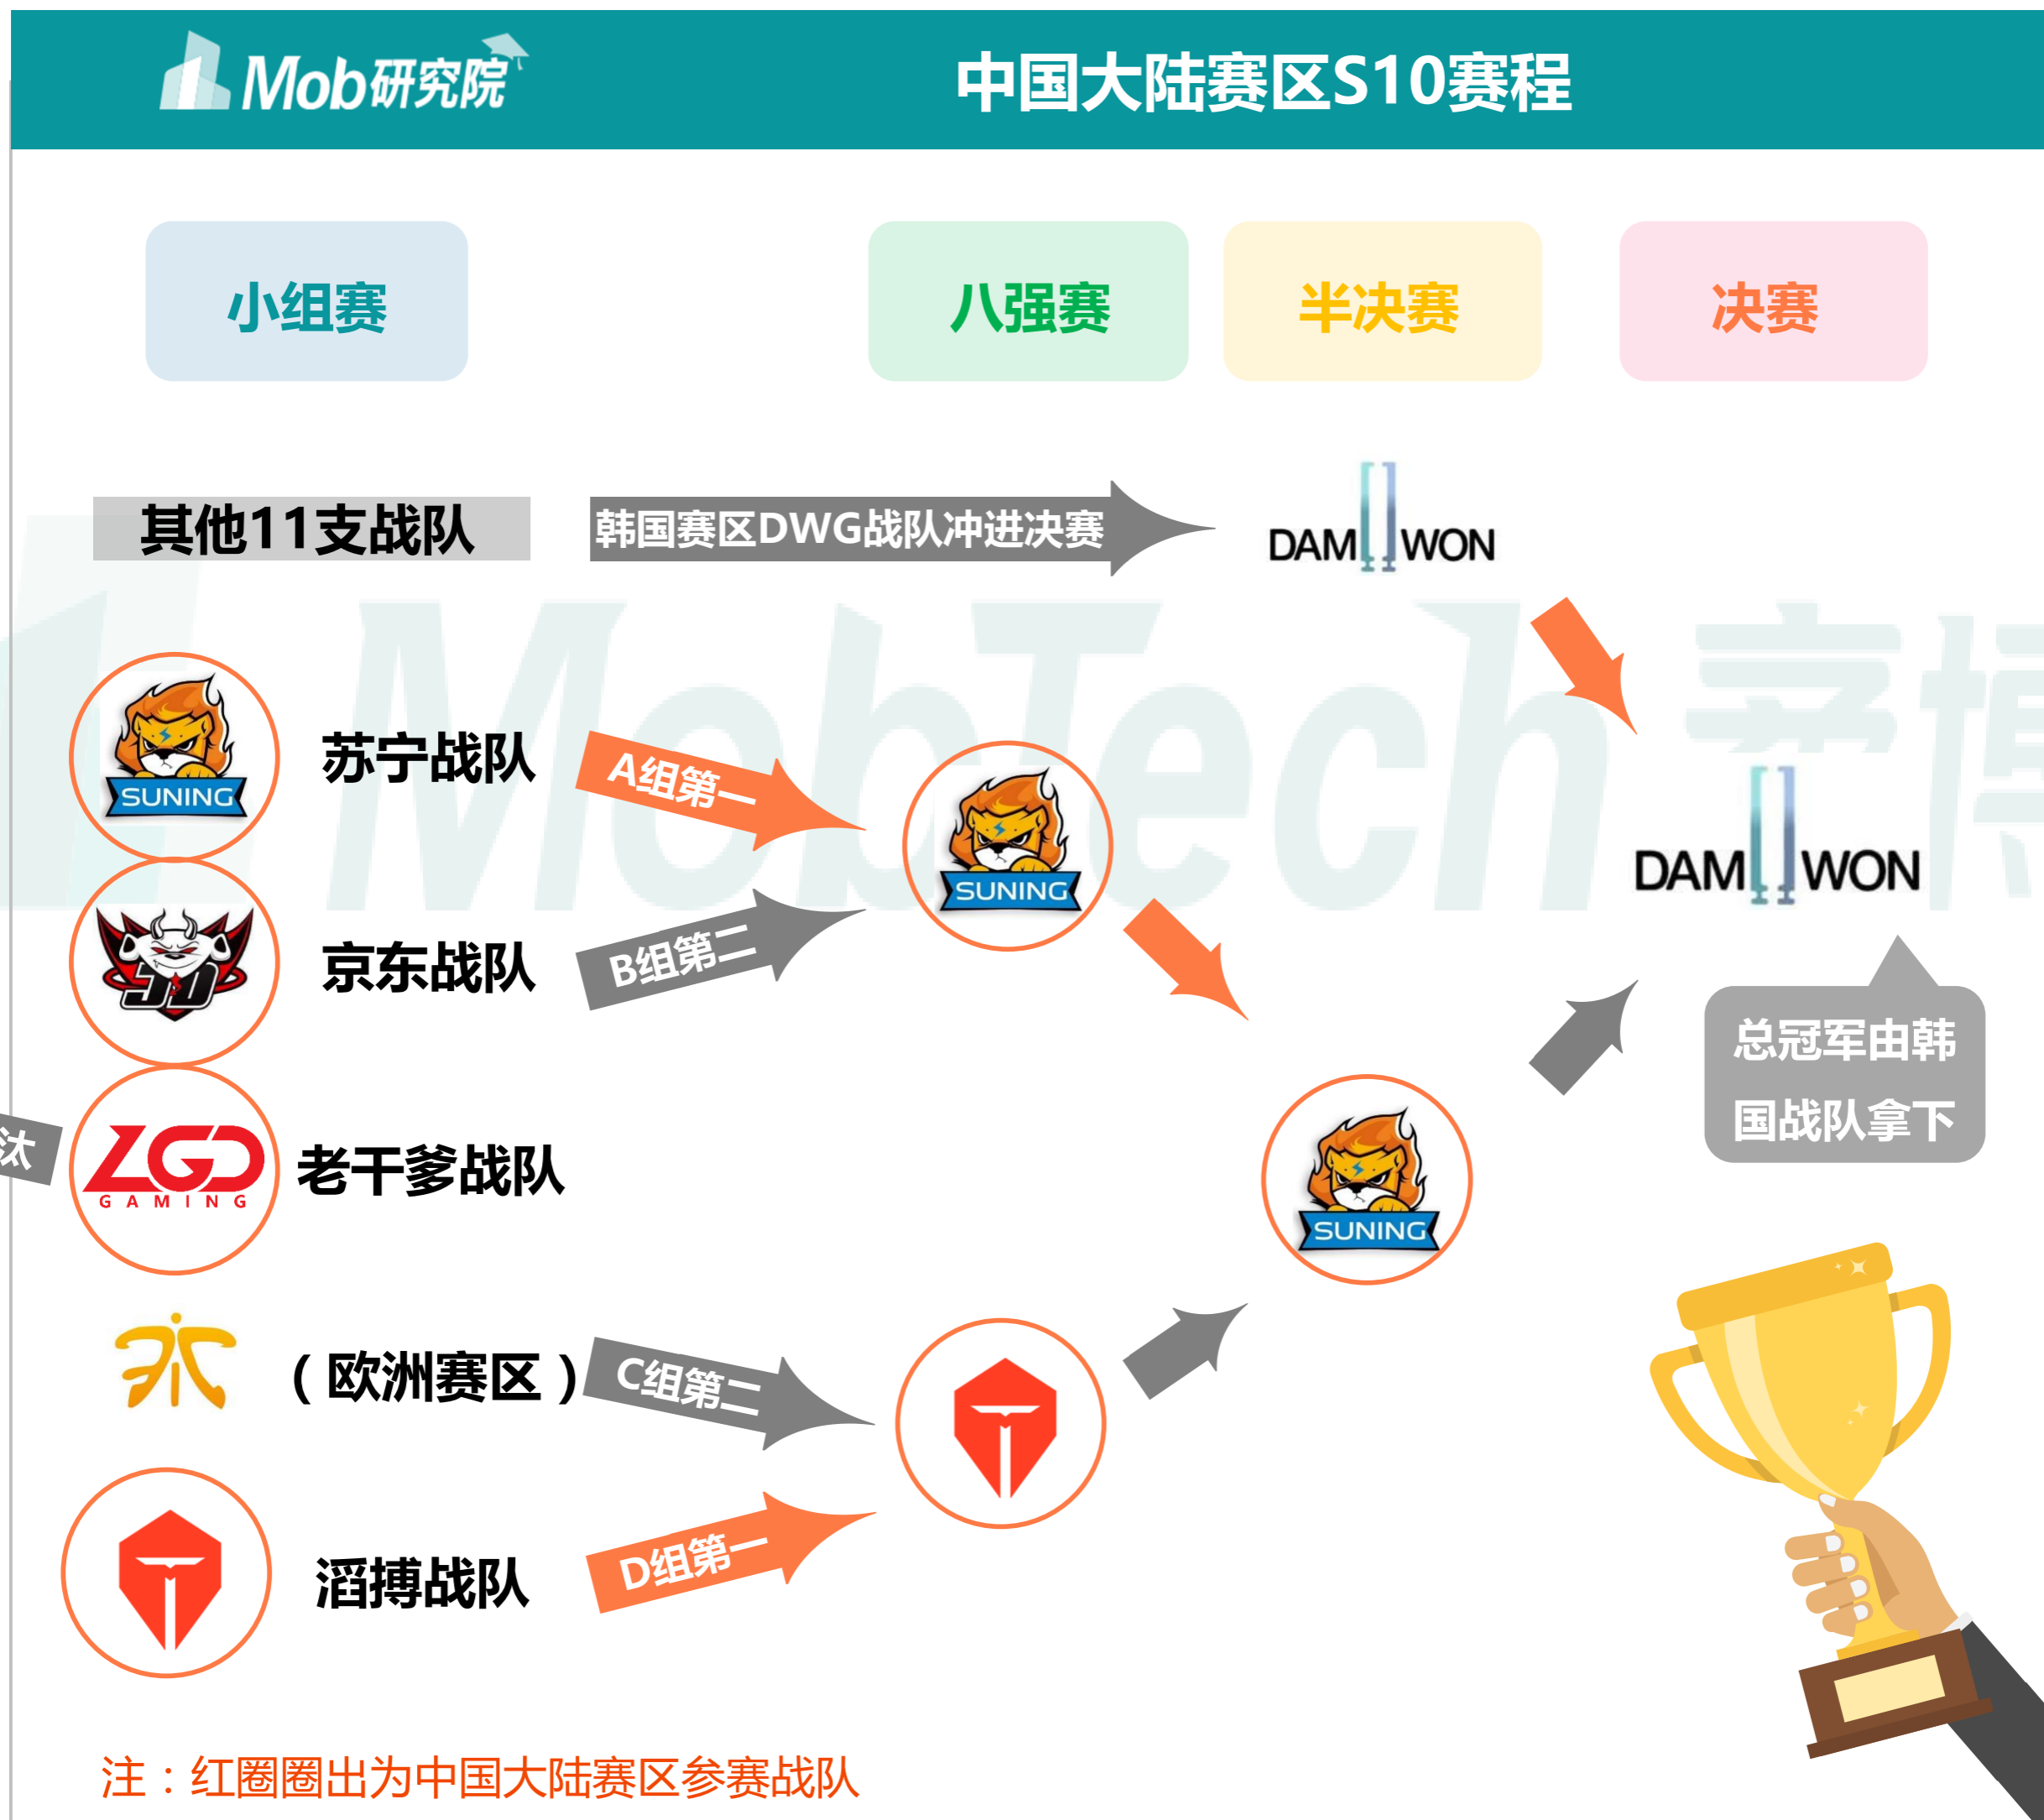 Mob研究院
中国大陆赛区S10赛程
小组赛
八强赛
半决赛
决赛
其他11支战队
韩国赛区DWG战队冲进决赛
DAMWON
SUNING
苏宁战队
A组第一
SUNING
DAMWON
JD
京东战队
B组第二
总冠军由韩
国战队拿下
汰
LGD
GAMING
老干爹战队
SUNING
(欧洲赛区)
C组第二
滔搏战队
D组第一
注:红圈圈出为中国大陆赛区参赛战队
MobTech